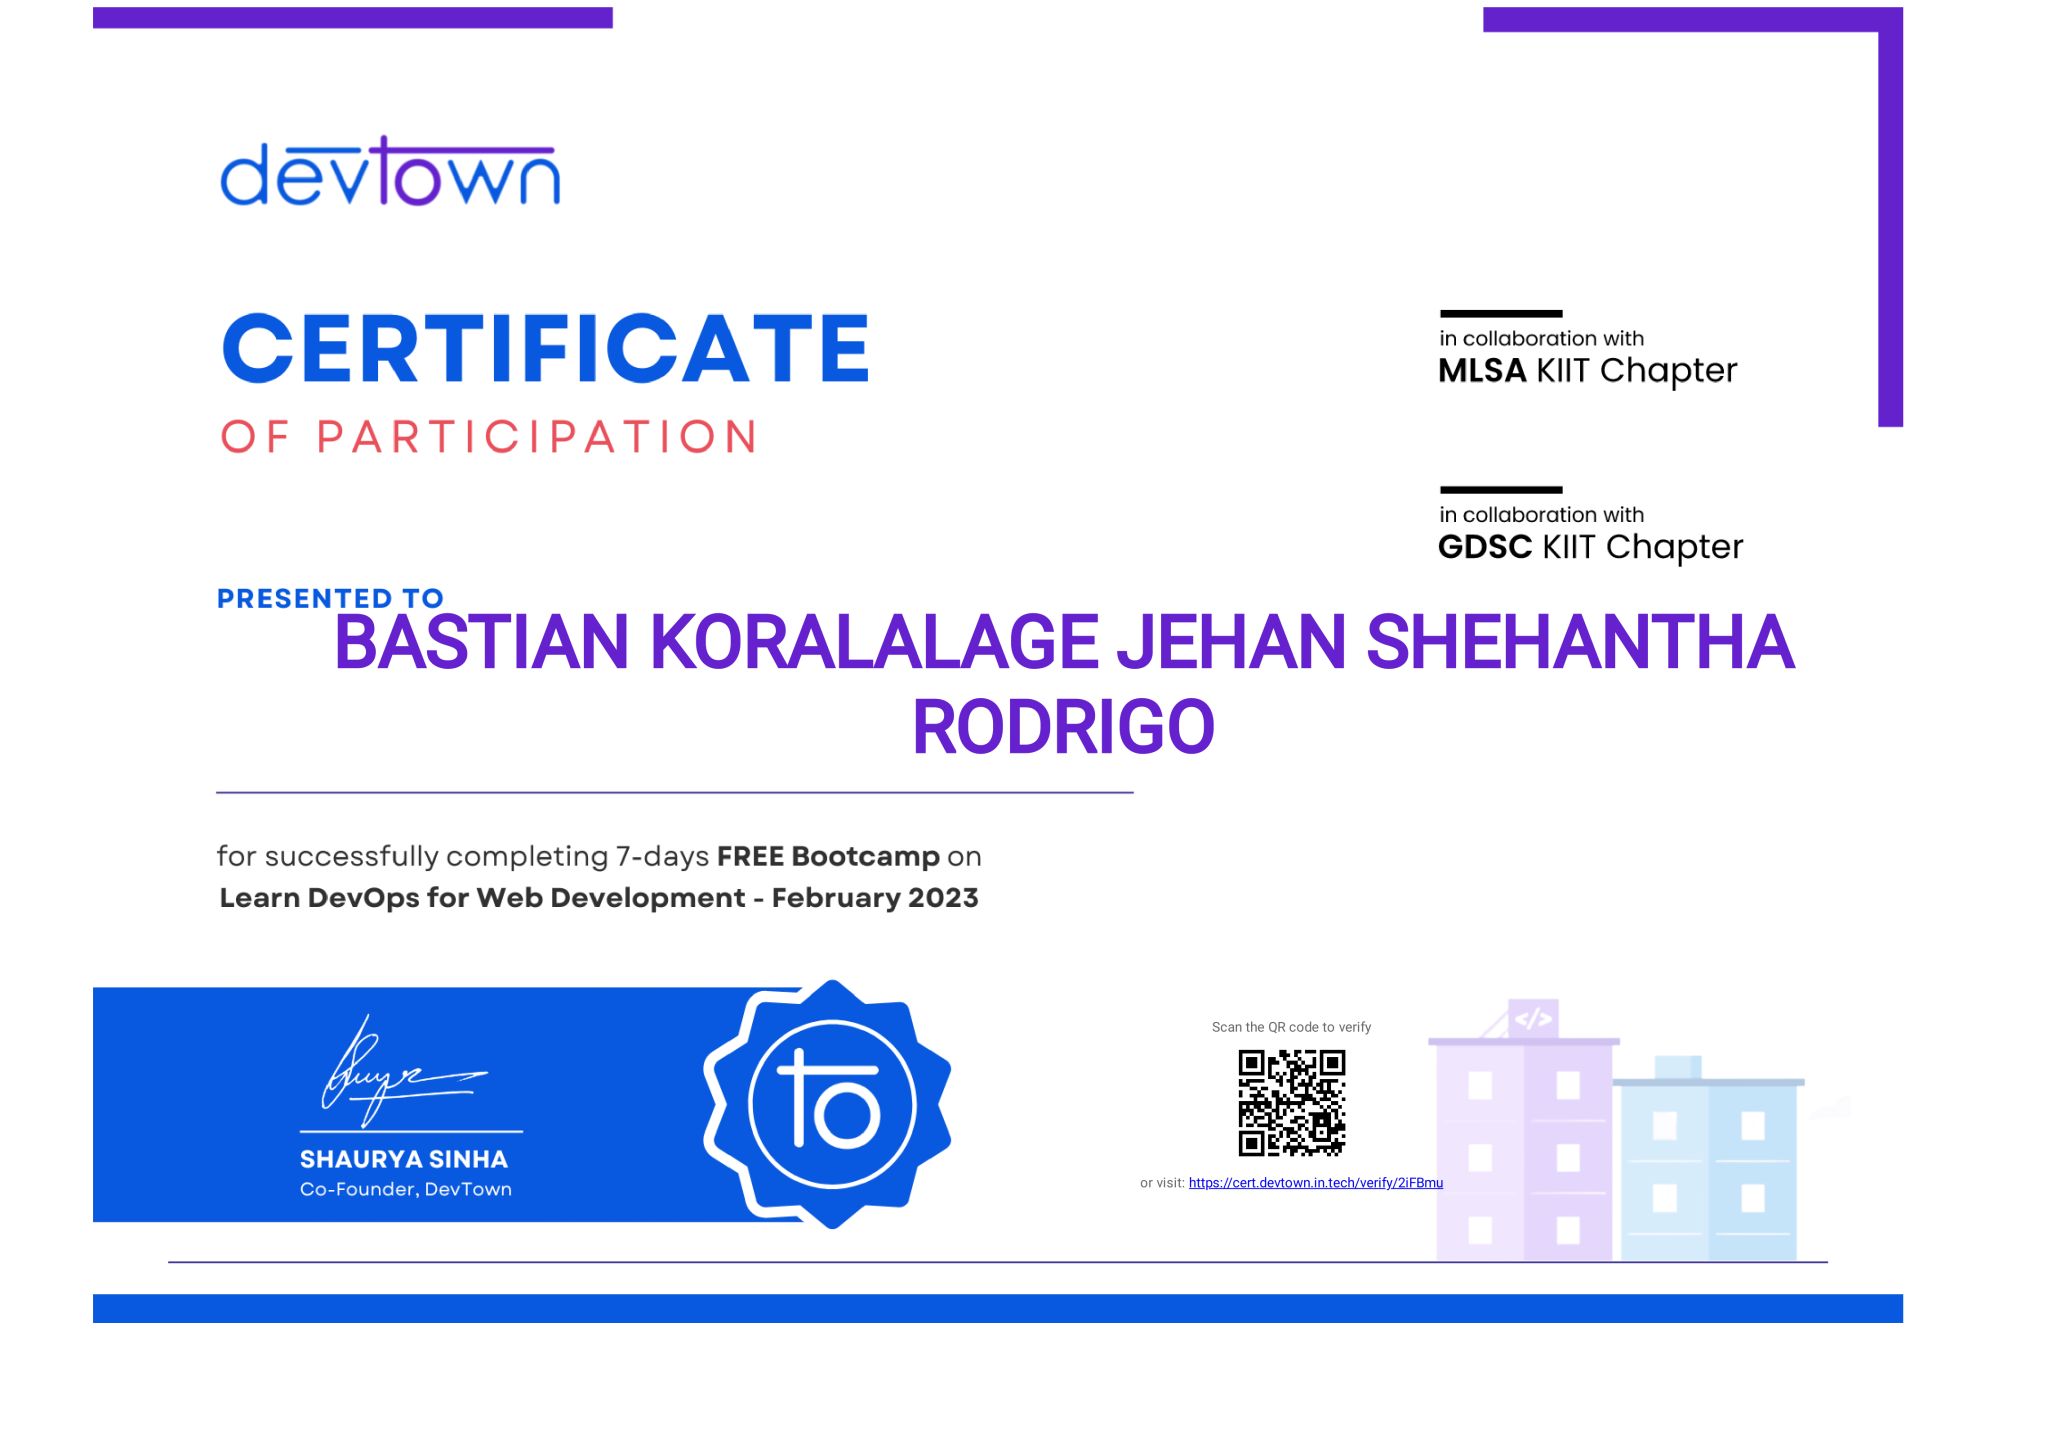 devtown
CERTIFICATE
OF PARTICIPATION
in collaboration with
MLSA KIIT Chapter
in collaboration with
GDSC KIIT Chapter
PRESENTED TO
BASTIAN KORALALAGE JEHAN SHEHANTHA
RODRIGO
for successfully completing 7-days FREE Bootcamp on
Learn DevOps for Web Development - February 2023
SHAURYA SINHA
Co-Founder, DevTown
to
Scan the QR code to verify
or visit: https://cert.devtown.in.tech/verify/2iFBmu
</>